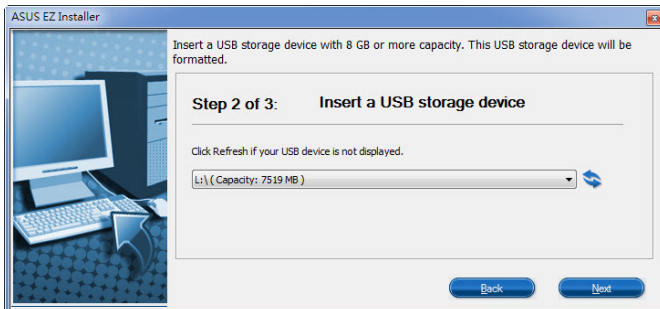 ASUS EZ Installer
Insert a USB storage device with 8 GB or more capacity. This USB storage device will be
formatted.
Step 2 of 3: Insert a USB storage device
Click Refresh if your USB device is not displayed.
L:\ ( Capacity: 7519 MB )
Back Next